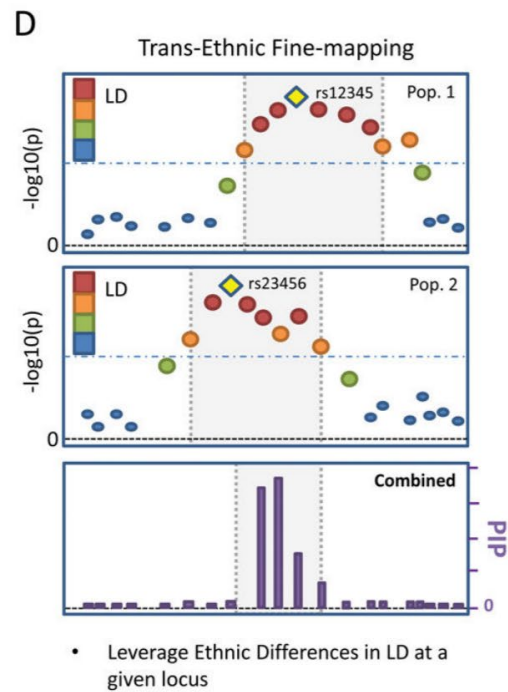 D
Trans-Ethnic Fine-mapping
LD
rs12345
Pop. 1
-log10(p)
0
LD
rs23456
Pop. 2
-log10(p)
0
Combined
PIP
0
• Leverage Ethnic Differences in LD at a
given locus